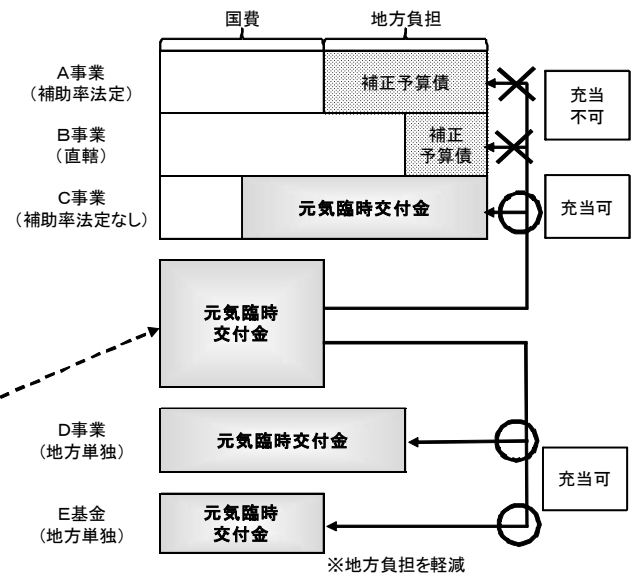 国費
地方負担
A事業
(補助率法定)
補正予算債
充当
不可
B事業
(直轄)
補正
予算債
C事業
(補助率法定なし)
元気臨時交付金
充当可
元気臨時
交付金
D事業
(地方単独)
元気臨時交付金
充当可
E基金
(地方単独)
元気臨時
交付金
※地方負担を軽減